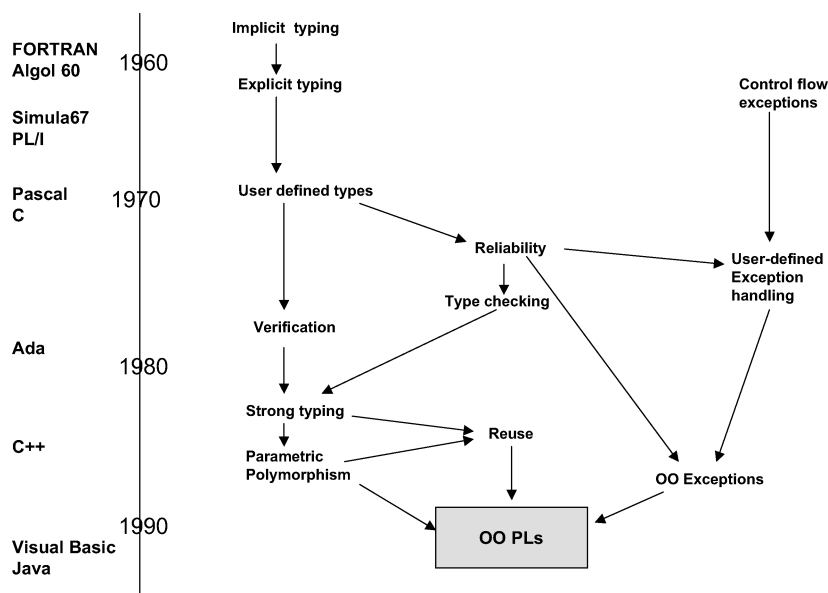 Implicit typing
FORTRAN
Algol 60
1960
Explicit typing
Control flow
exceptions
Simula67
PL/I
Pascal
C
1970
User defined types
Reliability
User-defined
Exception
handling
Type checking
Verification
Ada
1980
Strong typing
Reuse
C++
Parametric
Polymorphism
OO Exceptions
1990
OO PLs
Visual Basic
Java